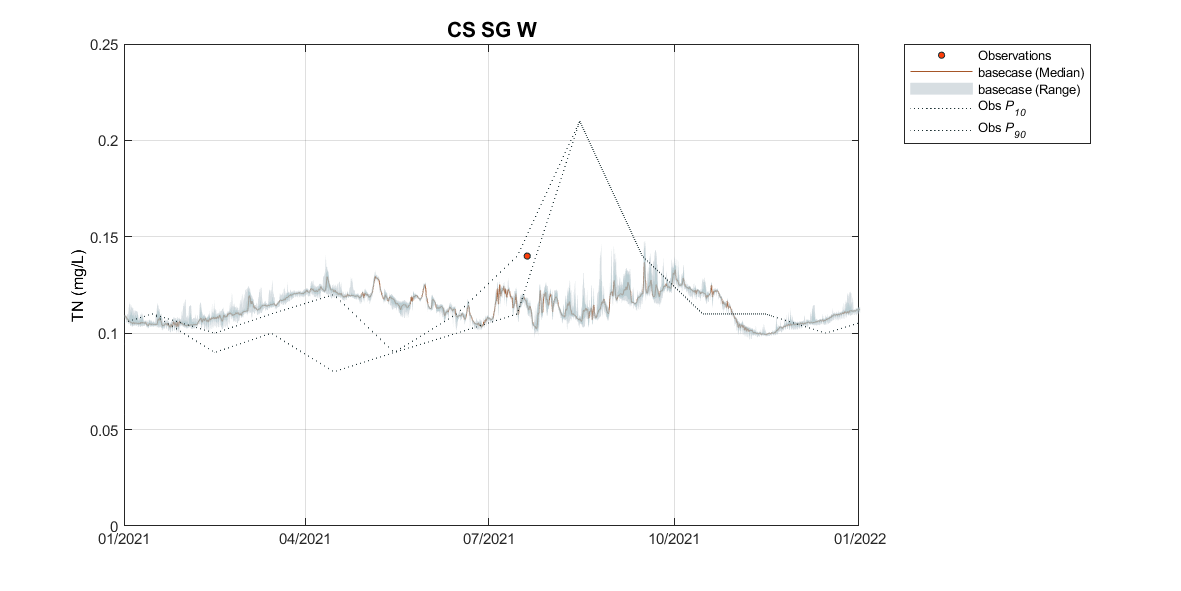 CS SG W
0.25
0.2
0.15
0.1
0.05
0
TN (mg/L)
01/2021
04/2021
07/2021
10/2021
01/2022
Observations
basecase (Median)
basecase (Range)
Obs P10
Obs P90